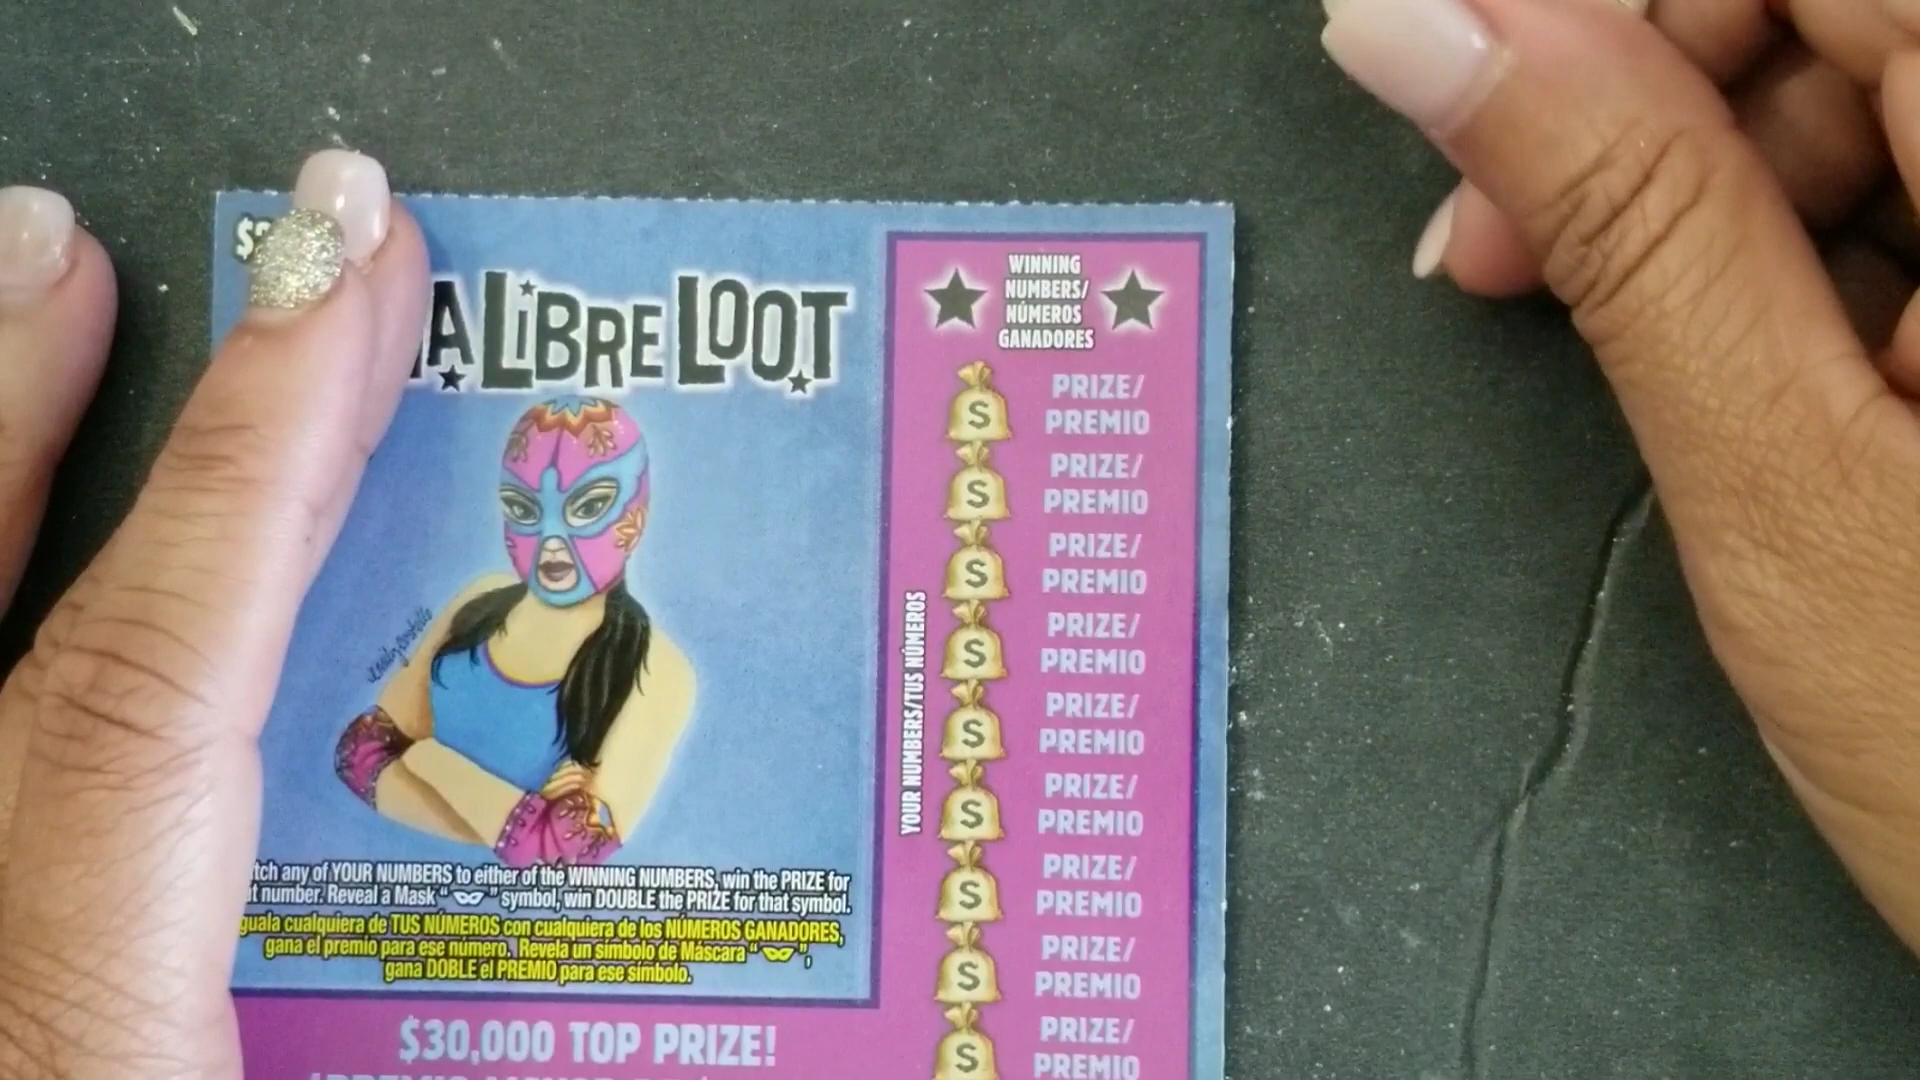 A LiBRE LOOT
any of YOUR NUMBERS to either of the WINNING NUMBERS, win the PRIZE for
number. Reveal a Mask " " symbol, win DOUBLE the PRIZE for that symbol.
cualquiera de TUS NÚMEROS con cualquiera de los NÚMEROS GANADORES,
gana el premio para ese número. Revela un símbolo de Máscara " ",
gana DOBLE el PREMIO para ese símbolo.
$30,000 TOP PRIZE!
WINNING
NUMBERS/
NÚMEROS
GANADORES
YOUR NUMBERS/TUS NÚMEROS
$ PRIZE/
PREMIO
$ PRIZE/
PREMIO
$ PRIZE/
PREMIO
$ PRIZE/
PREMIO
$ PRIZE/
PREMIO
$ PRIZE/
PREMIO
$ PRIZE/
PREMIO
$ PRIZE/
PREMIO
$ PRIZE/
PREMIO